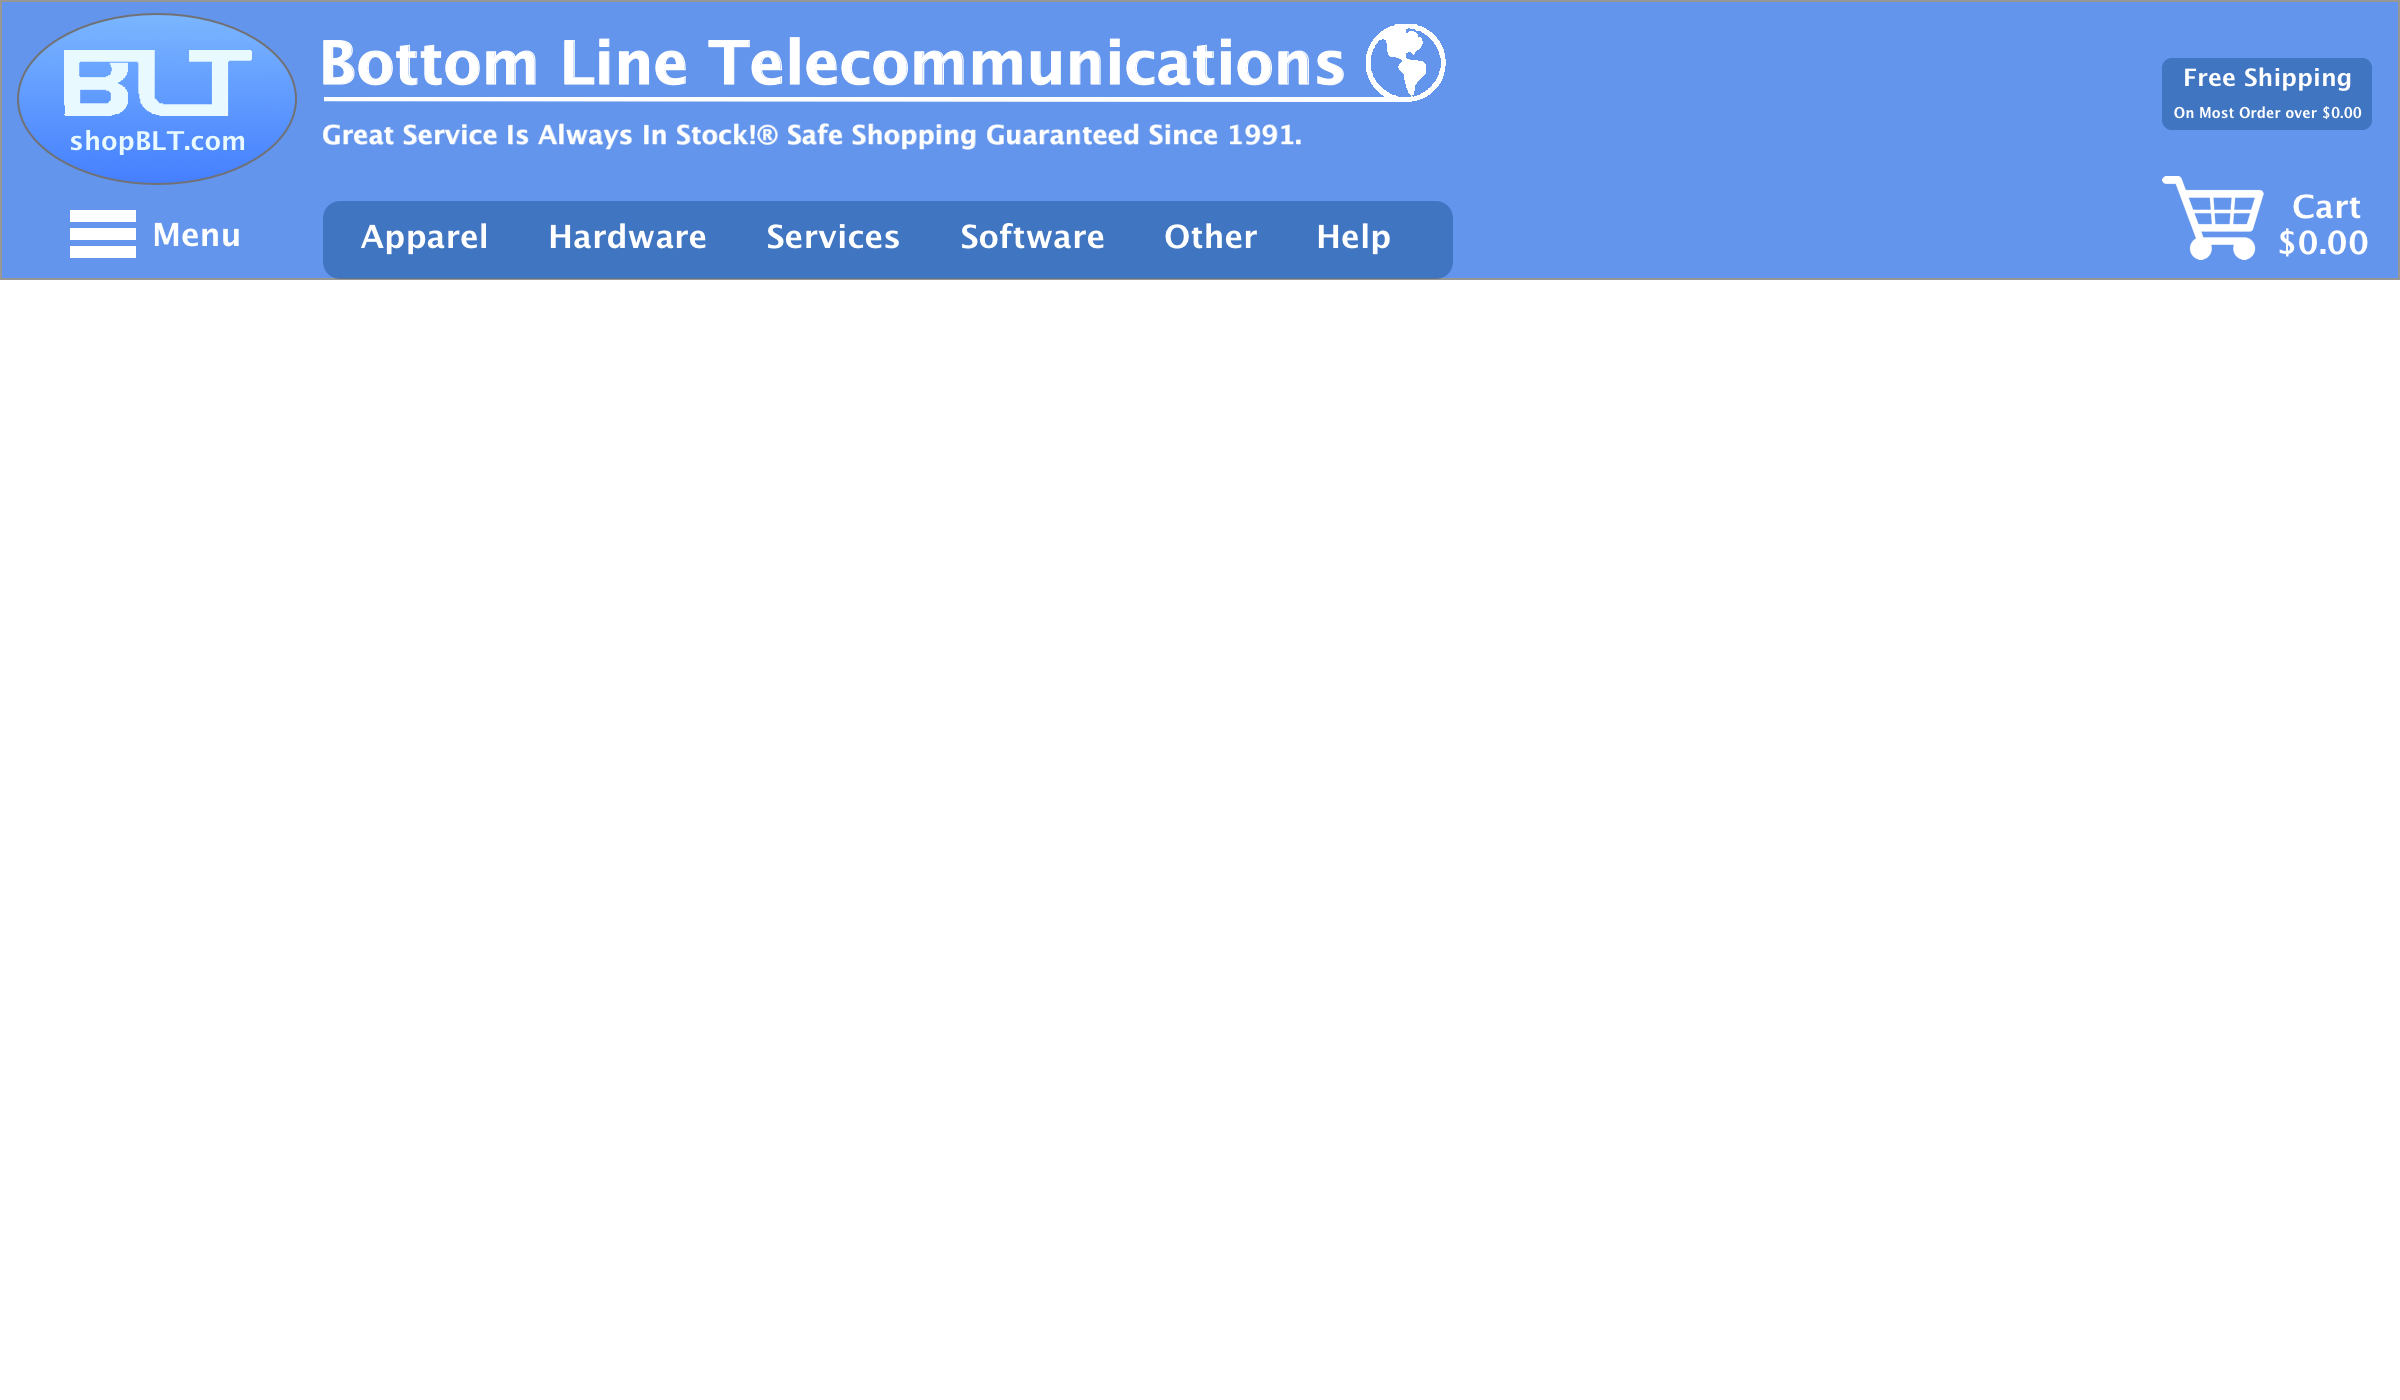 BLT
shopBLT.com
Bottom Line Telecommunications
Great Service Is Always In Stock!® Safe Shopping Guaranteed Since 1991.
Free Shipping
On Most Order over $0.00
Menu
Apparel Hardware Services Software Other Help
Cart
$0.00